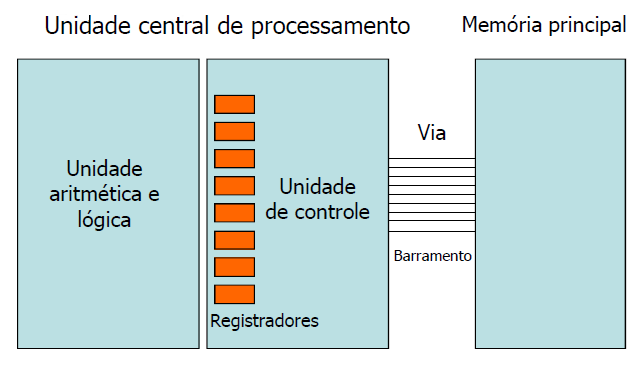 Unidade central de processamento
Memória principal
Unidade
aritmética e
lógica
Unidade
de controle
Registradores
Via
Barramento